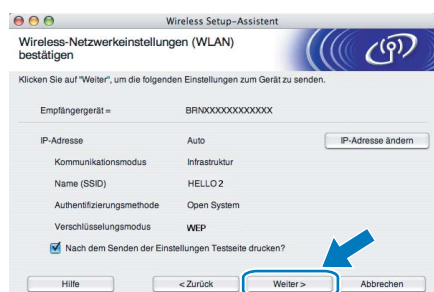 Wireless Setup-Assistent
Wireless-Netzwerkeinstellungen (WLAN)
bestätigen
Klicken Sie auf "Weiter", um die folgenden Einstellungen zum Gerät zu senden.
Empfängergerät = BRNXXXXXXXXXXXX
IP-Adresse Auto IP-Adresse ändern
Kommunikationsmodus Infrastruktur
Name (SSID) HELLO 2
Authentifizierungsmethode Open System
Verschlüsselungsmodus WEP
Nach dem Senden der Einstellungen Testseite drucken?
Hilfe < Zurück Weiter > Abbrechen